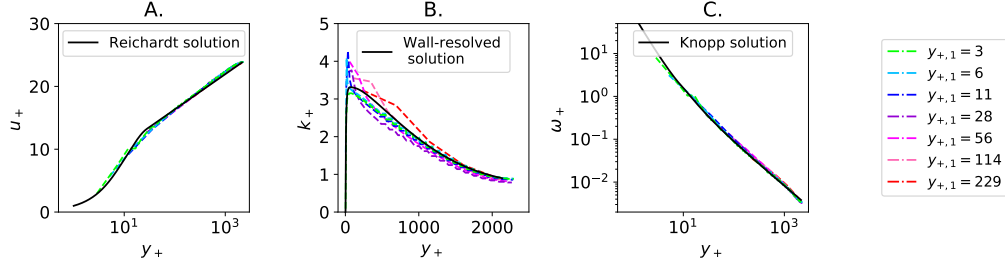 A.
30
20
10
0
u+
10^1
10^3
y+
Reichardt solution
B.
5
4
3
2
1
0
k+
0
1000
2000
y+
Wall-resolved
solution
C.
10^1
10^0
10^-1
10^-2
ω+
10^1
10^3
y+
Knopp solution
y+,1 = 3
y+,1 = 6
y+,1 = 11
y+,1 = 28
y+,1 = 56
y+,1 = 114
y+,1 = 229